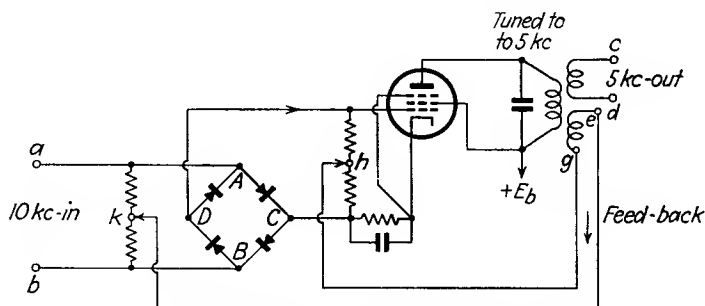 Tuned to
to 5 kc
c
5 kc-out
d
e
g
a
A
h
+E_b
10 kc-in
k
D
C
Feed-back
B
b